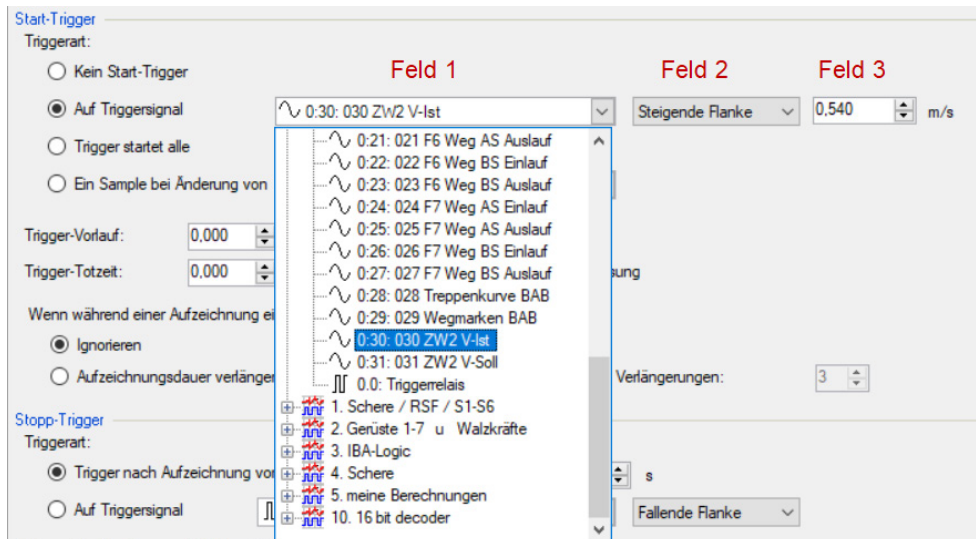 Start-Trigger
Triggerart:
Kein Start-Trigger
Feld 1 Feld 2 Feld 3
Auf Triggersignal 0:30: 030 ZW2 V-Ist Steigende Flanke 0,540 m/s
Trigger startet alle 0:21: 021 F6 Weg AS Auslauf
0:22: 022 F6 Weg BS Einlauf
Ein Sample bei Änderung von 0:23: 023 F6 Weg BS Auslauf
0:24: 024 F7 Weg AS Einlauf
Trigger-Vorlauf: 0,000 0:25: 025 F7 Weg AS Auslauf
0:26: 026 F7 Weg BS Einlauf
Trigger-Totzeit: 0,000 0:27: 027 F7 Weg BS Auslauf
0:28: 028 Treppenkurve BAB
Wenn während einer Aufzeichnung 0:29: 029 Wegmarken BAB
Ignorieren 0:30: 030 ZW2 V-Ist
0:31: 031 ZW2 V-Soll
Aufzeichnungsdauer 0.0: Triggerrelais Verlängerungen: 3
1. Schere / RSF / S1-S6
Stopp-Trigger 2. Gerüste 1-7 u Walzkräfte
Triggerart: 3. IBA-Logic
Trigger nach Aufzeichnung 4. Schere s
5. meine Berechnungen
Auf Triggersignal 10. 16 bit decoder Fallende Flanke